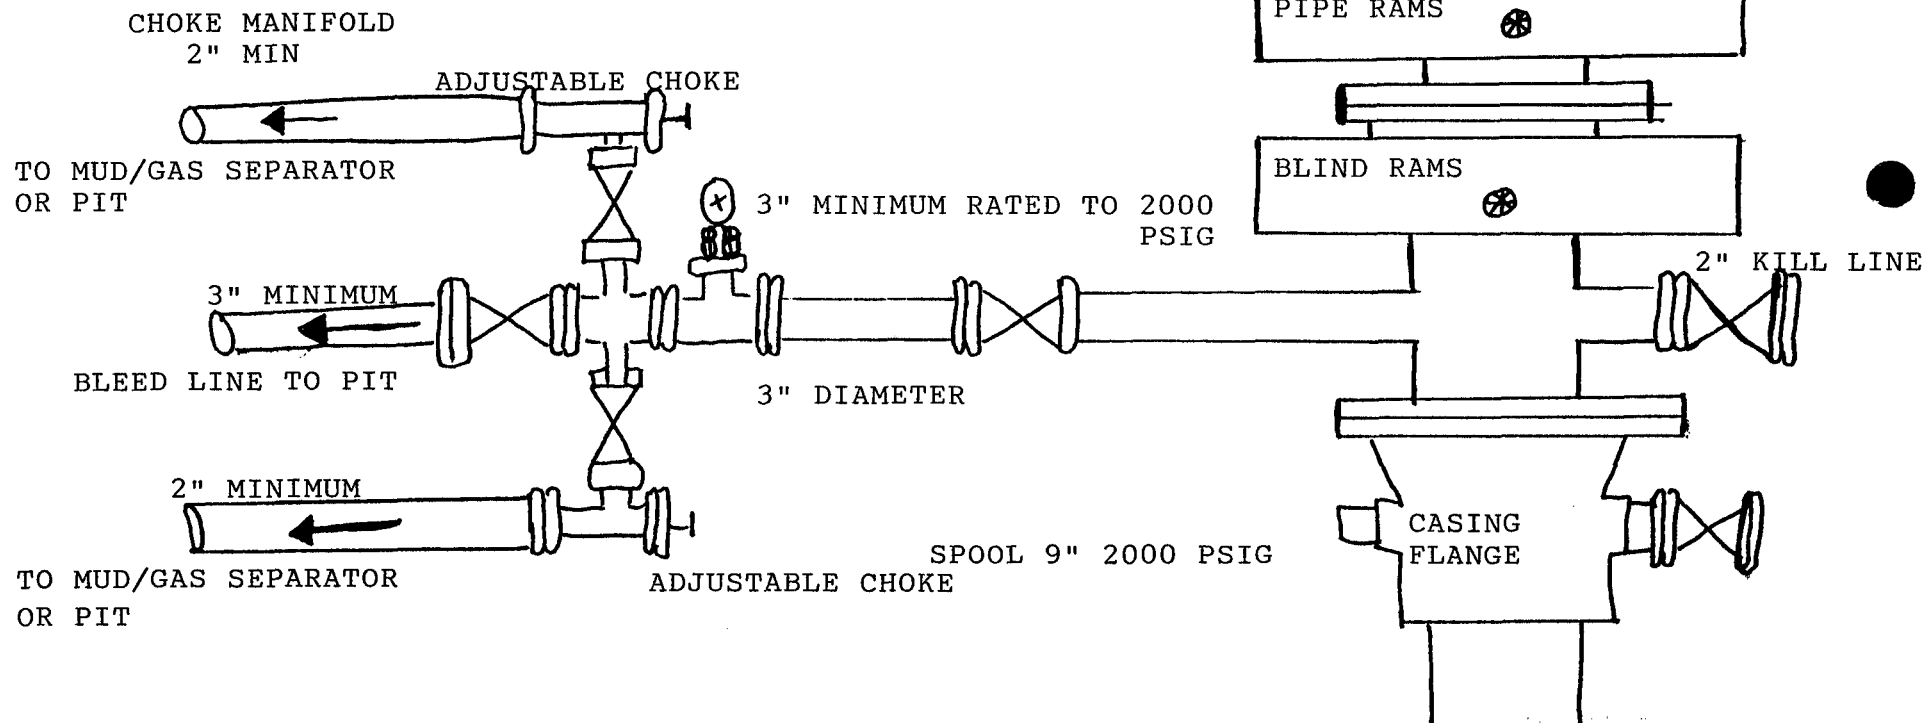 CHOKE MANIFOLD
2" MIN
PIPE RAMS
ADJUSTABLE CHOKE
TO MUD/GAS SEPARATOR
OR PIT
BLIND RAMS
3" MINIMUM RATED TO 2000
PSIG
2" KILL LINE
3" MINIMUM
BLEED LINE TO PIT
3" DIAMETER
2" MINIMUM
CASING
FLANGE
SPOOL 9" 2000 PSIG
TO MUD/GAS SEPARATOR
OR PIT
ADJUSTABLE CHOKE